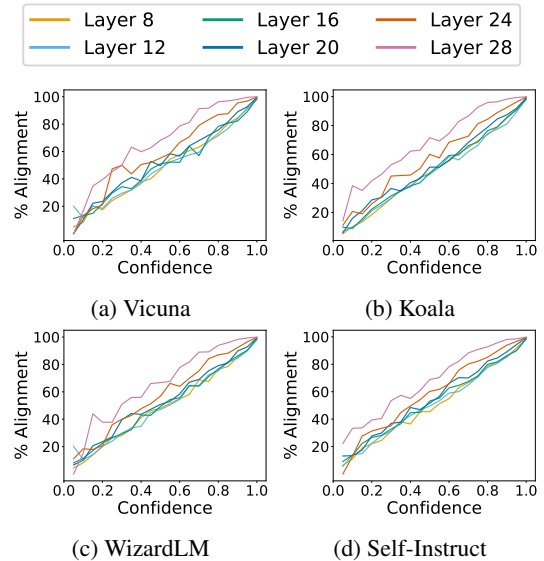 Layer 8 Layer 16 Layer 24
Layer 12 Layer 20 Layer 28
100
80
60
40
20
% Alignment
0.0 0.2 0.4 0.6 0.8 1.0
Confidence
(a) Vicuna
100
80
60
40
20
% Alignment
0.0 0.2 0.4 0.6 0.8 1.0
Confidence
(b) Koala
100
80
60
40
20
% Alignment
0.0 0.2 0.4 0.6 0.8 1.0
Confidence
(c) WizardLM
100
80
60
40
20
% Alignment
0.0 0.2 0.4 0.6 0.8 1.0
Confidence
(d) Self-Instruct